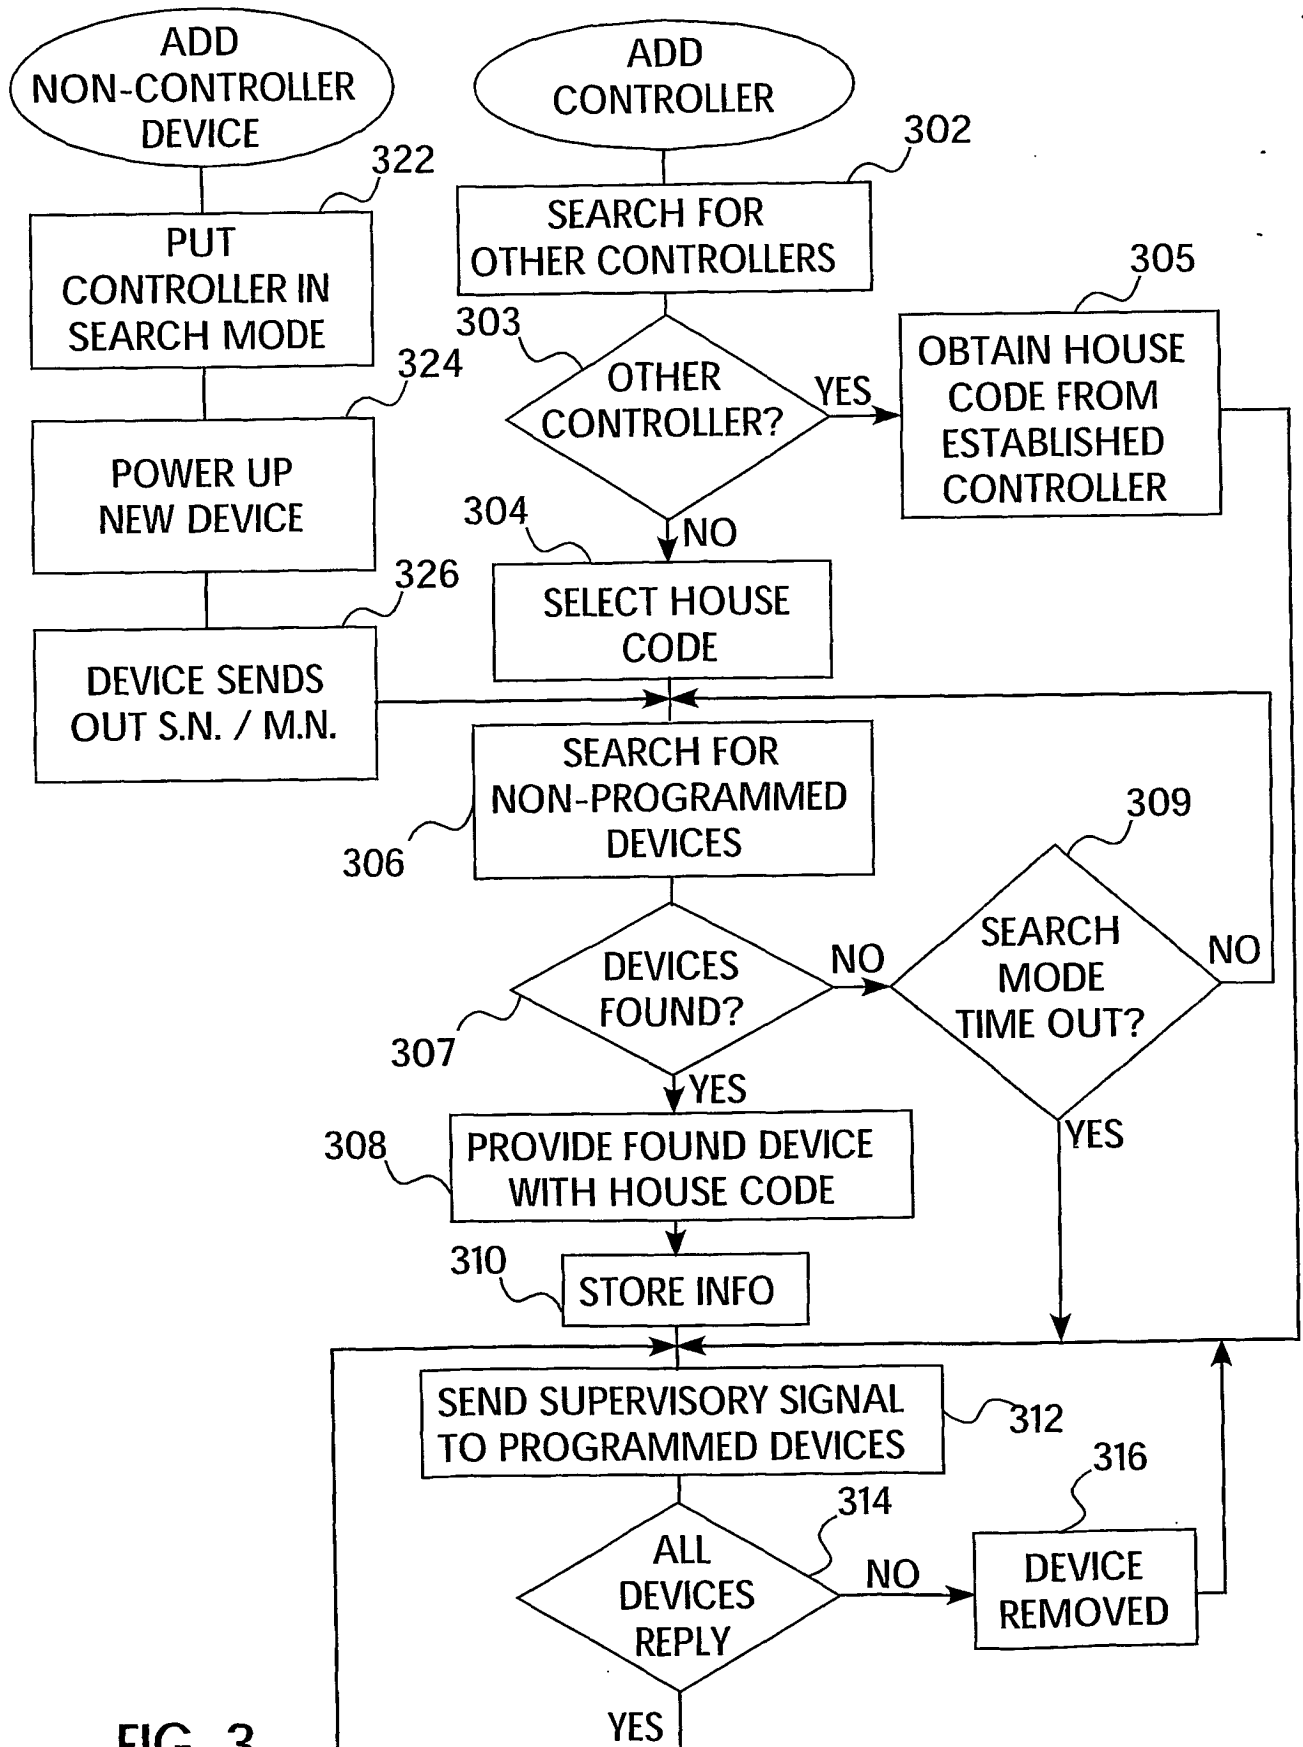 ADD
NON-CONTROLLER
DEVICE
322
PUT
CONTROLLER IN
SEARCH MODE
324
POWER UP
NEW DEVICE
326
DEVICE SENDS
OUT S.N. / M.N.
ADD
CONTROLLER
302
SEARCH FOR
OTHER CONTROLLERS
303
OTHER
CONTROLLER?
YES
305
OBTAIN HOUSE
CODE FROM
ESTABLISHED
CONTROLLER
NO
304
SELECT HOUSE
CODE
SEARCH FOR
NON-PROGRAMMED
DEVICES
306
DEVICES
FOUND?
307
NO
309
SEARCH
MODE
TIME OUT?
NO
YES
YES
308
PROVIDE FOUND DEVICE
WITH HOUSE CODE
310
STORE INFO
SEND SUPERVISORY SIGNAL
TO PROGRAMMED DEVICES
312
314
ALL
DEVICES
REPLY
NO
316
DEVICE
REMOVED
YES
FIG. 3